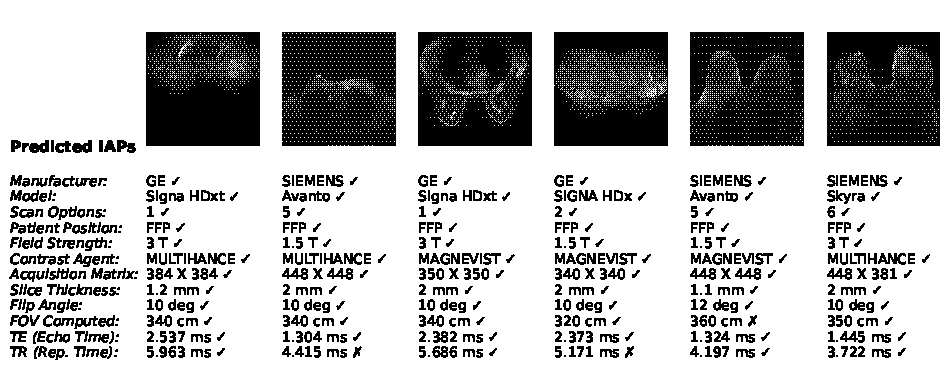 Predicted IAPs
Manufacturer: GE ✓ SIEMENS ✓ GE ✓ GE ✓ SIEMENS ✓ SIEMENS ✓
Model: Signa HDxt ✓ Avanto ✓ Signa HDxt ✓ SIGNA HDx ✓ Avanto ✓ Skyra ✓
Scan Options: 1 ✓ 5 ✓ 1 ✓ 2 ✓ 5 ✓ 6 ✓
Patient Position: FFP ✓ FFP ✓ FFP ✓ FFP ✓ FFP ✓ FFP ✓
Field Strength: 3 T ✓ 1.5 T ✓ 3 T ✓ 1.5 T ✓ 1.5 T ✓ 3 T ✓
Contrast Agent: MULTIHANCE ✓ MULTIHANCE ✓ MAGNEVIST ✓ MAGNEVIST ✓ MAGNEVIST ✓ MULTIHANCE ✓
Acquisition Matrix: 384 X 384 ✓ 448 X 448 ✓ 350 X 350 ✓ 340 X 340 ✓ 448 X 448 ✓ 448 X 381 ✓
Slice Thickness: 1.2 mm ✓ 2 mm ✓ 2 mm ✓ 2 mm ✓ 1.1 mm ✓ 2 mm ✓
Flip Angle: 10 deg ✓ 10 deg ✓ 10 deg ✓ 10 deg ✓ 12 deg ✓ 10 deg ✓
FOV Computed: 340 cm ✓ 340 cm ✓ 340 cm ✓ 320 cm ✓ 360 cm ✗ 350 cm ✓
TE (Echo Time): 2.537 ms ✓ 1.304 ms ✓ 2.382 ms ✓ 2.373 ms ✓ 1.324 ms ✓ 1.445 ms ✓
TR (Rep. Time): 5.963 ms ✓ 4.415 ms ✗ 5.686 ms ✓ 5.171 ms ✗ 4.197 ms ✓ 3.722 ms ✓